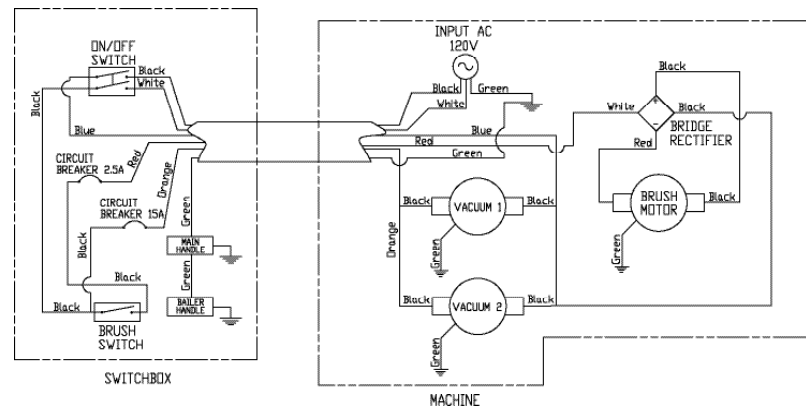 ON/OFF
SWITCH
Black
White
Black
Blue
CIRCUIT
BREAKER 2.5A
Red
Orange
CIRCUIT
BREAKER 15A
Black
Green
MAIN
HANDLE
Green
BAILER
HANDLE
Black
Black
BRUSH
SWITCH
SWITCHBOX
INPUT AC
120V
Black
White
Green
Blue
Red
Green
White
Black
+
-
Black
BRIDGE
RECTIFIER
Red
Black
BRUSH
MOTOR
Green
Black
VACUUM 1
Black
Green
Orange
Black
VACUUM 2
Black
Green
MACHINE